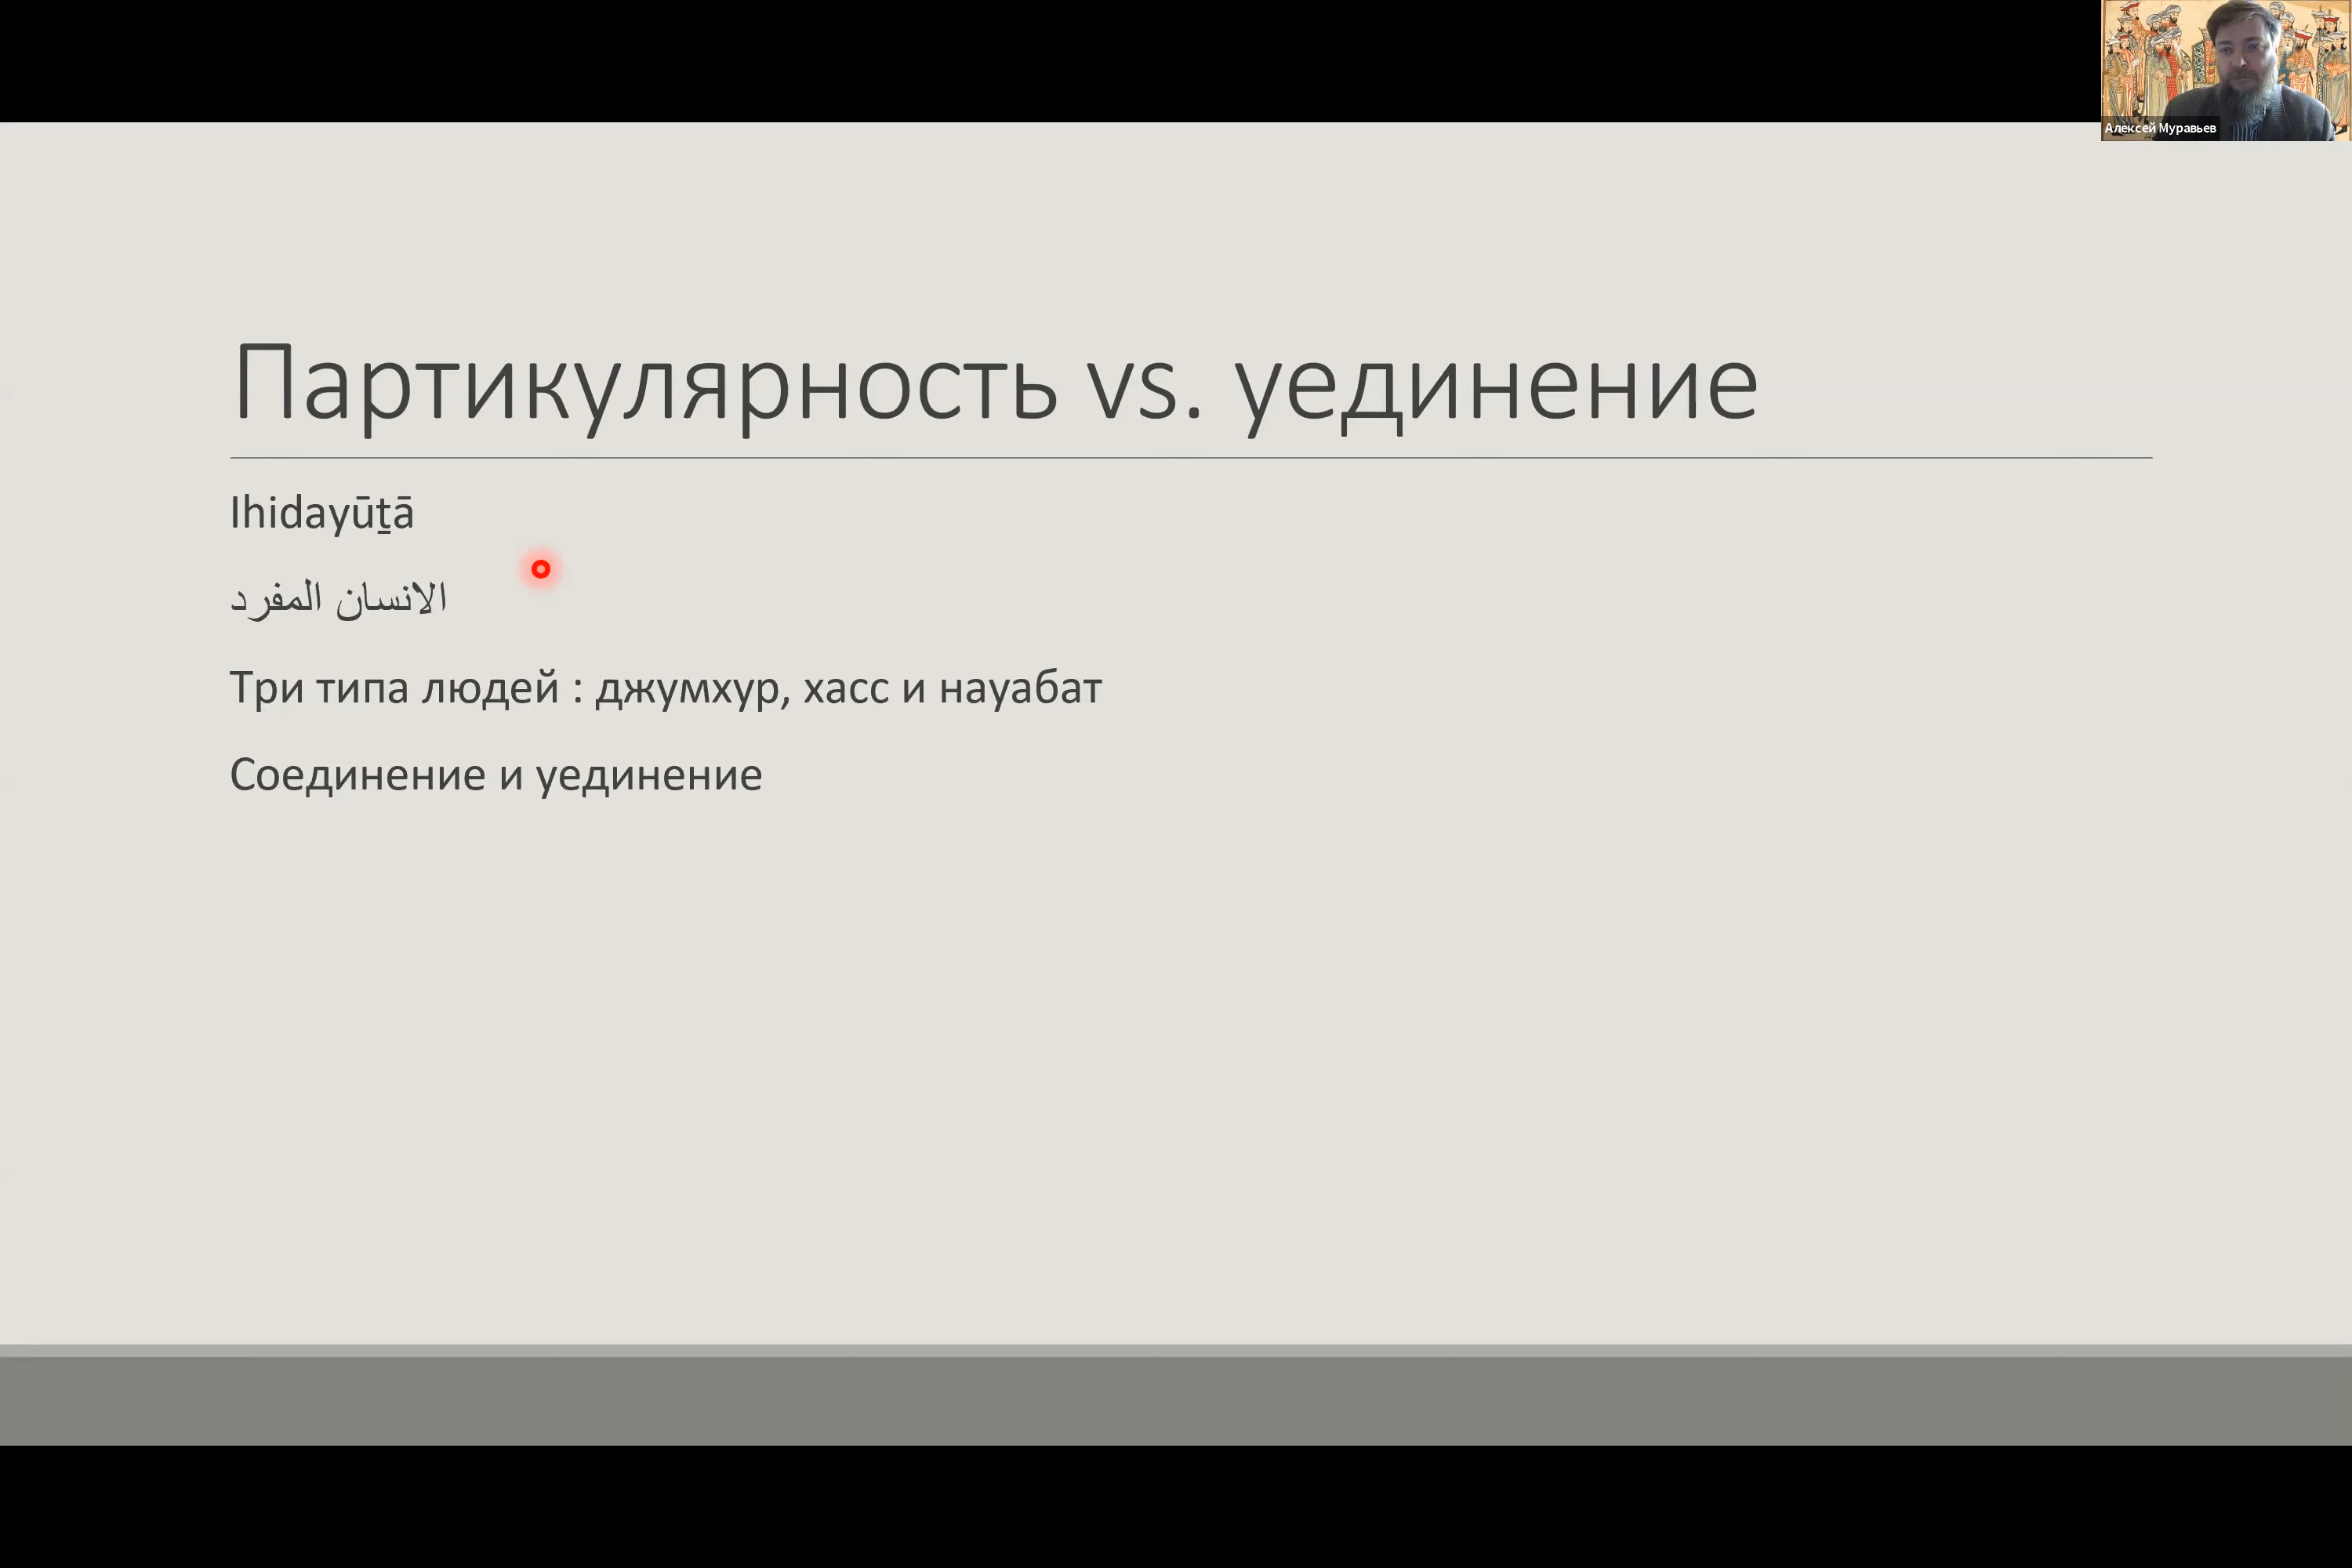 Алексей Муравьев
Партикулярность vs. уединение
Ihidayūṯā
الانسان المفرد
Три типа людей : джумхур, хасс и науабат
Соединение и уединение